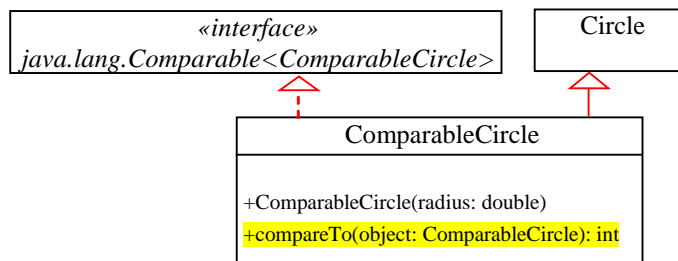 «interface»
java.lang.Comparable<ComparableCircle>
Circle
ComparableCircle
+ComparableCircle(radius: double)
+compareTo(object: ComparableCircle): int